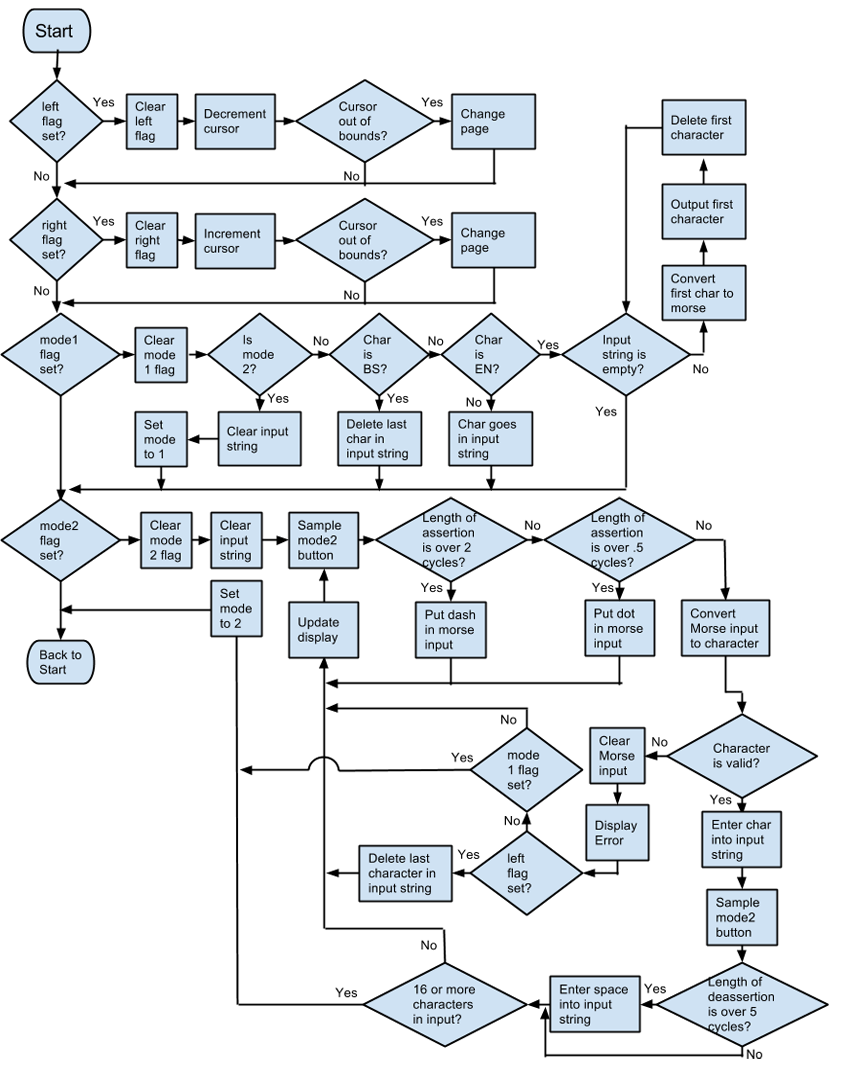 Start
left
flag
set?
Yes
Clear
left
flag
Decrement
cursor
Cursor
out of
bounds?
Yes
Change
page
No
No
right
flag
set?
Yes
Clear
right
flag
Increment
cursor
Cursor
out of
bounds?
Yes
Change
page
No
No
Delete first
character
Output first
character
Convert
first char to
morse
mode1
flag
set?
Clear
mode
1 flag
Is
mode
2?
No
Char
is
BS?
No
Char
is
EN?
Yes
Input
string is
empty?
No
Yes
Yes
No
Yes
Set
mode
to 1
Clear input
string
Delete last
char in
input string
Char goes
in input
string
mode2
flag
set?
Clear
mode
2 flag
Clear
input
string
Sample
mode2
button
Length of
assertion
is over 2
cycles?
No
Length of
assertion
is over .5
cycles?
No
Yes
Yes
Set
mode
to 2
Update
display
Put dash
in morse
input
Put dot
in morse
input
Convert
Morse input
to character
Back to
Start
No
mode
1 flag
set?
Yes
Clear
Morse
input
No
Character
is valid?
Yes
Display
Error
Enter char
into input
string
No
left
flag
set?
Yes
Delete last
character in
input string
Sample
mode2
button
No
16 or more
characters
in input?
Yes
Enter space
into input
string
Yes
Length of
deassertion
is over 5
cycles?
No